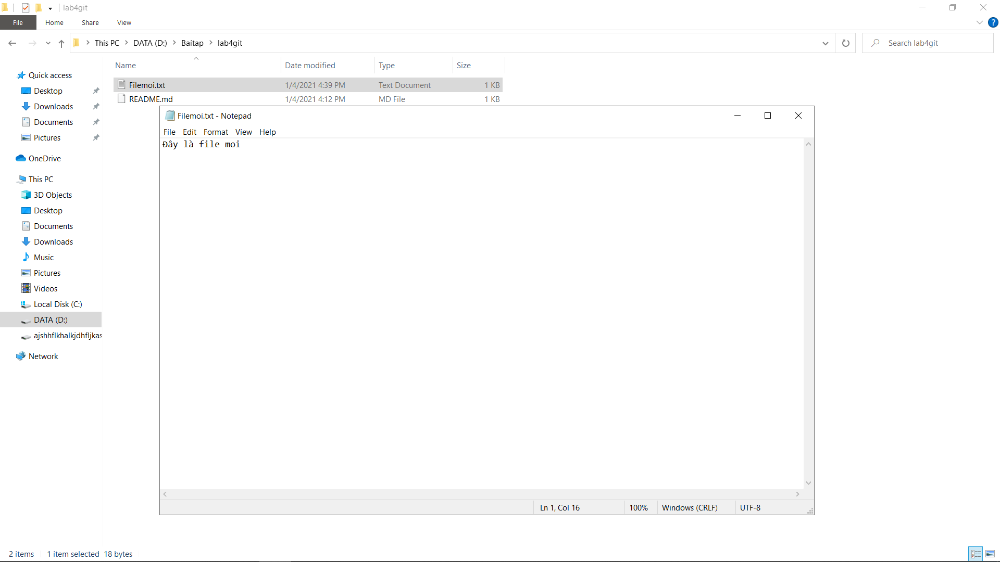 lab4git
File Home Share View
This PC DATA (D:) Baitap lab4git
Search lab4git
Name Date modified Type Size
Filemoi.txt 1/4/2021 4:39 PM Text Document 1 KB
README.md 1/4/2021 4:12 PM MD File 1 KB
Quick access
Desktop
Downloads
Documents
Pictures
OneDrive
This PC
3D Objects
Desktop
Documents
Downloads
Music
Pictures
Videos
Local Disk (C:)
DATA (D:)
ajshhflkhalkjdhfljkas
Network
Filemoi.txt - Notepad
File Edit Format View Help
Đây là file moi
Ln 1, Col 16 100% Windows (CRLF) UTF-8
2 items 1 item selected 18 bytes